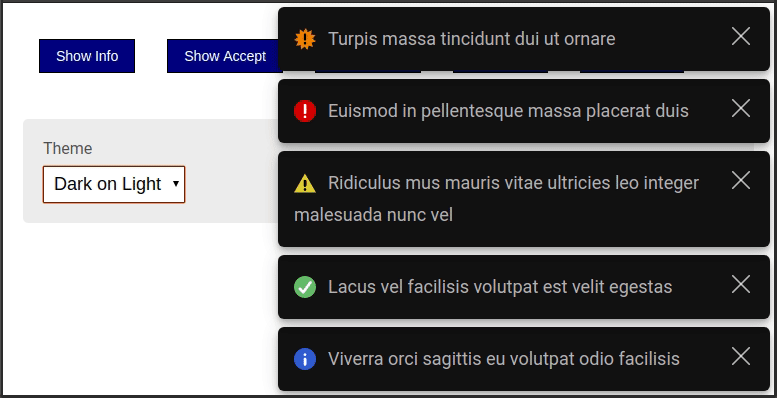 Show Info
Show Accept
Theme
Dark on Light
Turpis massa tincidunt dui ut ornare
Euismod in pellentesque massa placerat duis
Ridiculus mus mauris vitae ultricies leo integer
malesuada nunc vel
Lacus vel facilisis volutpat est velit egestas
Viverra orci sagittis eu volutpat odio facilisis